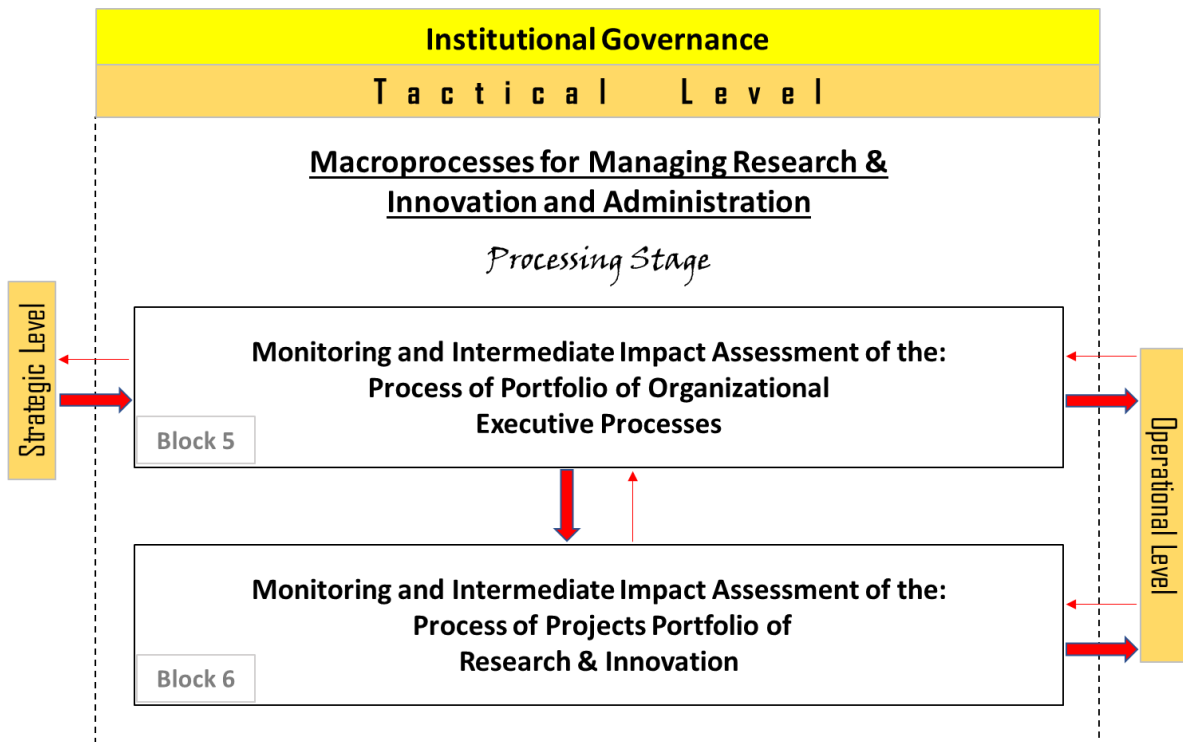 Institutional Governance
Tactical Level
Macroprocesses for Managing Research &
Innovation and Administration
Processing Stage
Strategic Level
Monitoring and Intermediate Impact Assessment of the:
Process of Portfolio of Organizational
Executive Processes
Block 5
Operational Level
Monitoring and Intermediate Impact Assessment of the:
Process of Projects Portfolio of
Research & Innovation
Block 6